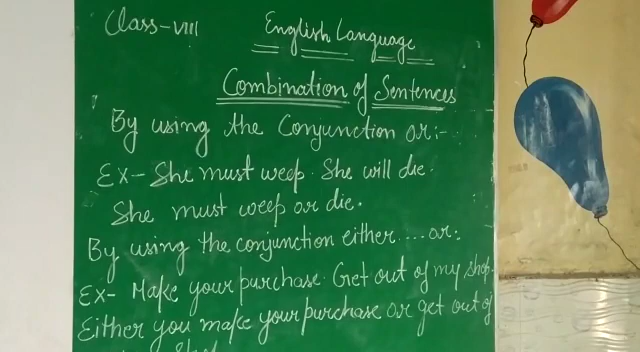 Class-VIII
English Language
Combination of Sentences
By using the Conjunction or:-
Ex- She must weep. She will die.
She must weep or die.
By using the conjunction either .... or:
Ex- Make your purchase. Get out of my shop.
Either you make your purchase or get out of